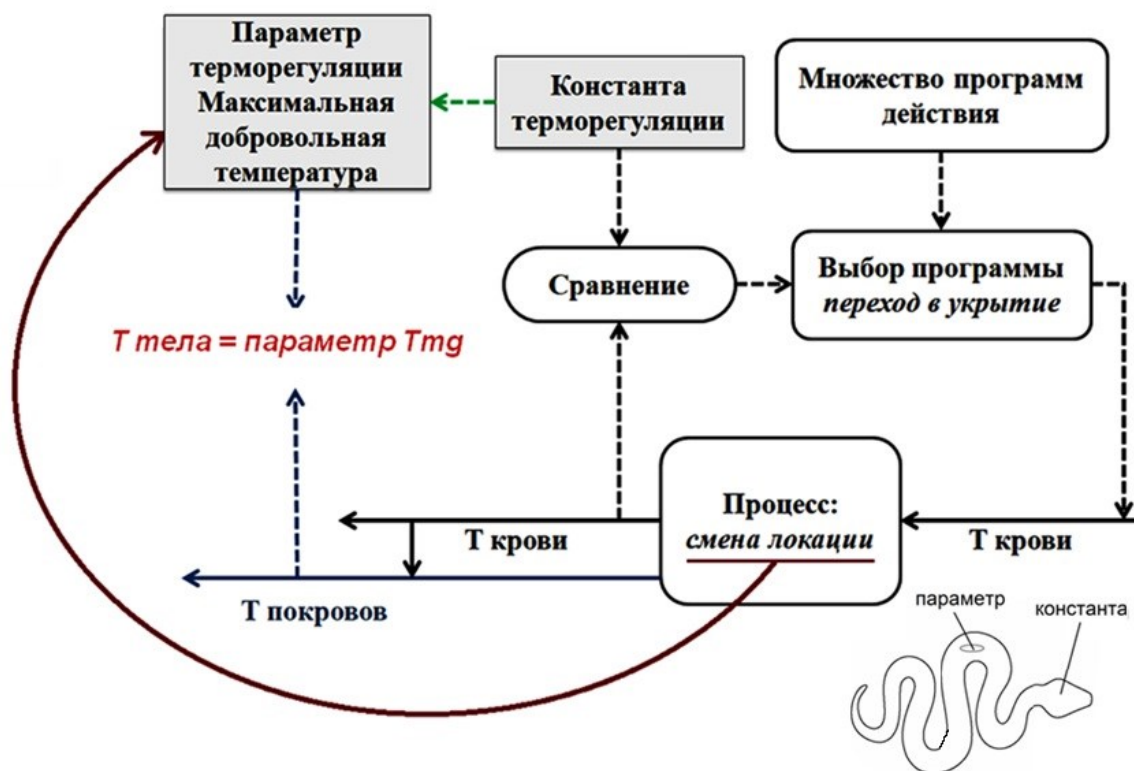 Параметр
терморегуляции
Максимальная
добровольная
температура
Константа
терморегуляции
Множество программ
действия
Сравнение
Выбор программы
переход в укрытие
Т тела = параметр Tmg
Процесс:
смена локации
Т крови
Т крови
Т покровов
параметр
константа